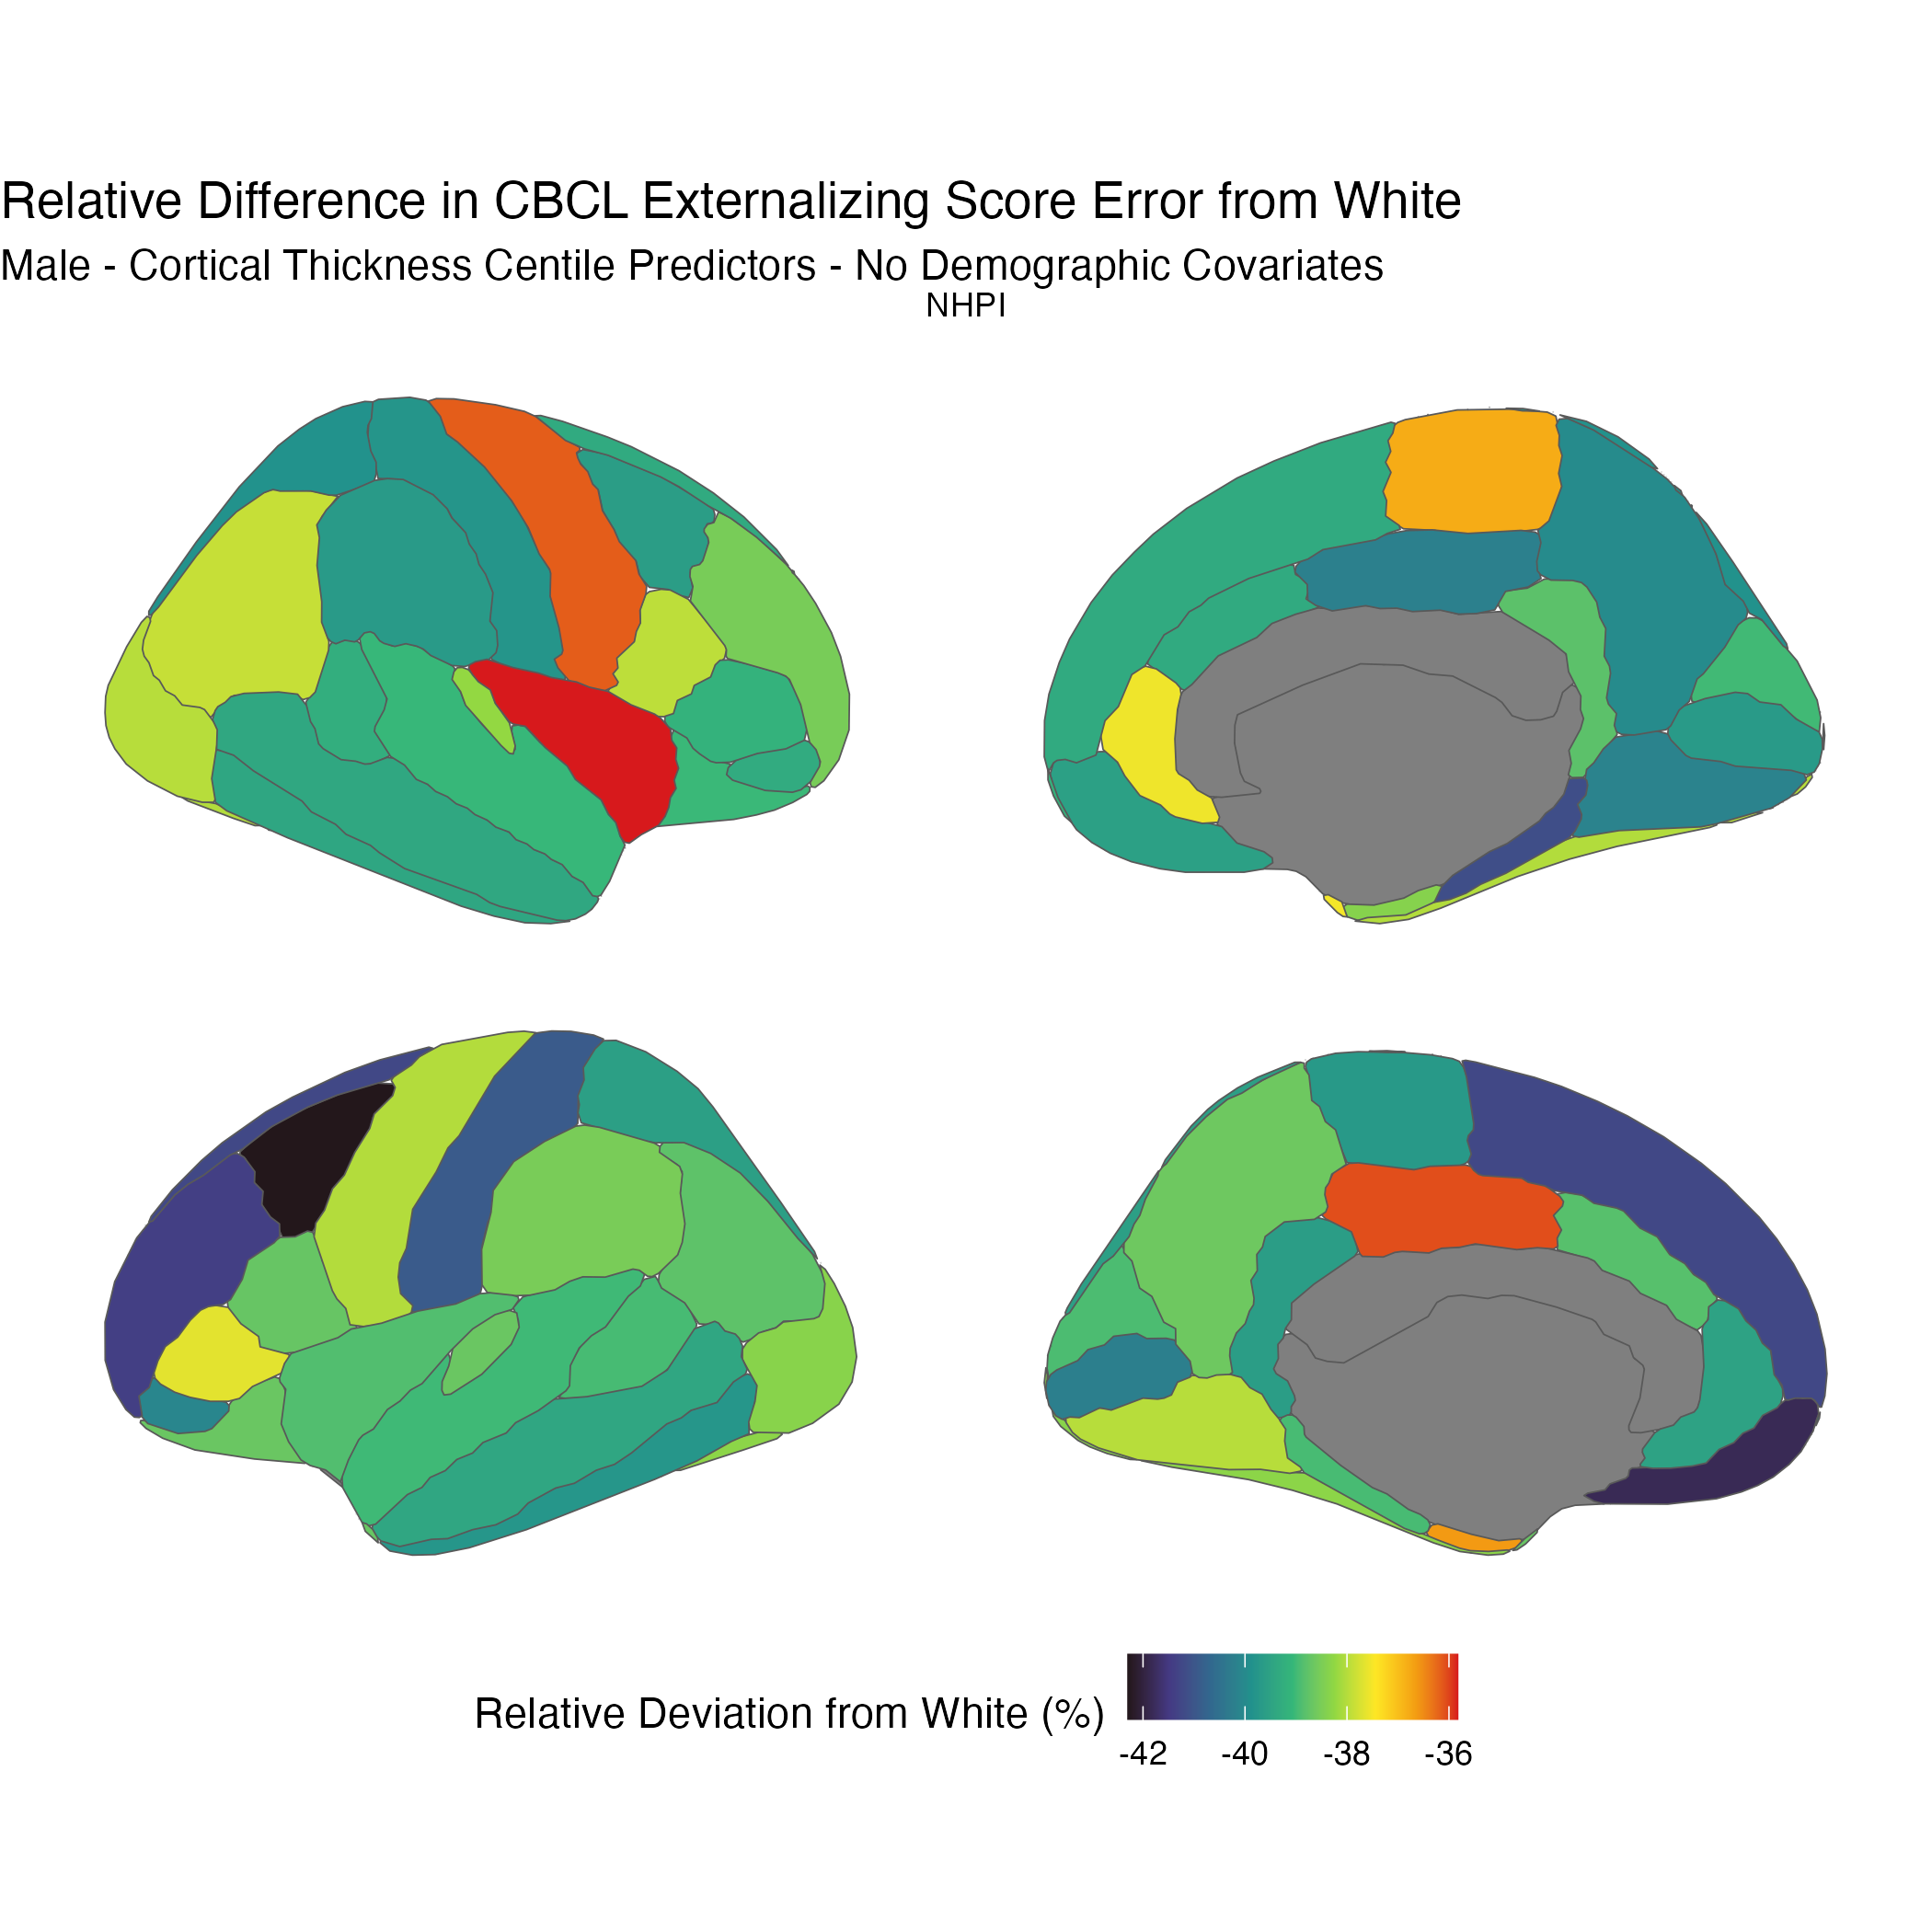 Relative Difference in CBCL Externalizing Score Error from White
Male - Cortical Thickness Centile Predictors - No Demographic Covariates
NHPI
Relative Deviation from White (%)
-42 -40 -38 -36